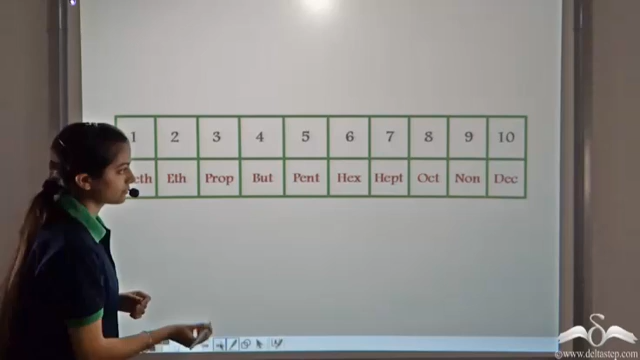 1 2 3 4 5 6 7 8 9 10
eth Eth Prop But Pent Hex Hept Oct Non Dec
©www.deltastep.com